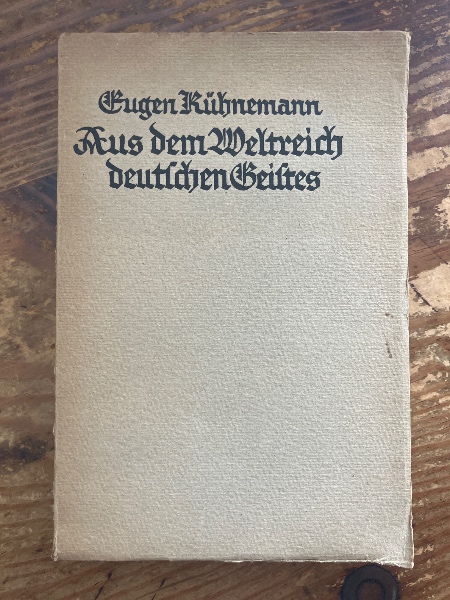 Eugen Kühnemann
Aus dem Weltreich
deutſchen Geiſtes